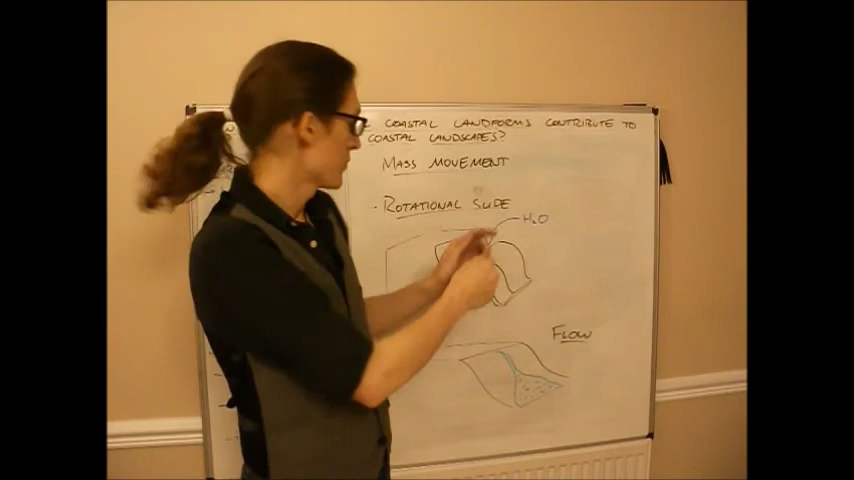 COASTAL LANDFORMS CONTRIBUTE TO
COASTAL LANDSCAPES?
MASS MOVEMENT
• ROTATIONAL SLIDE
H₂O
FLOW